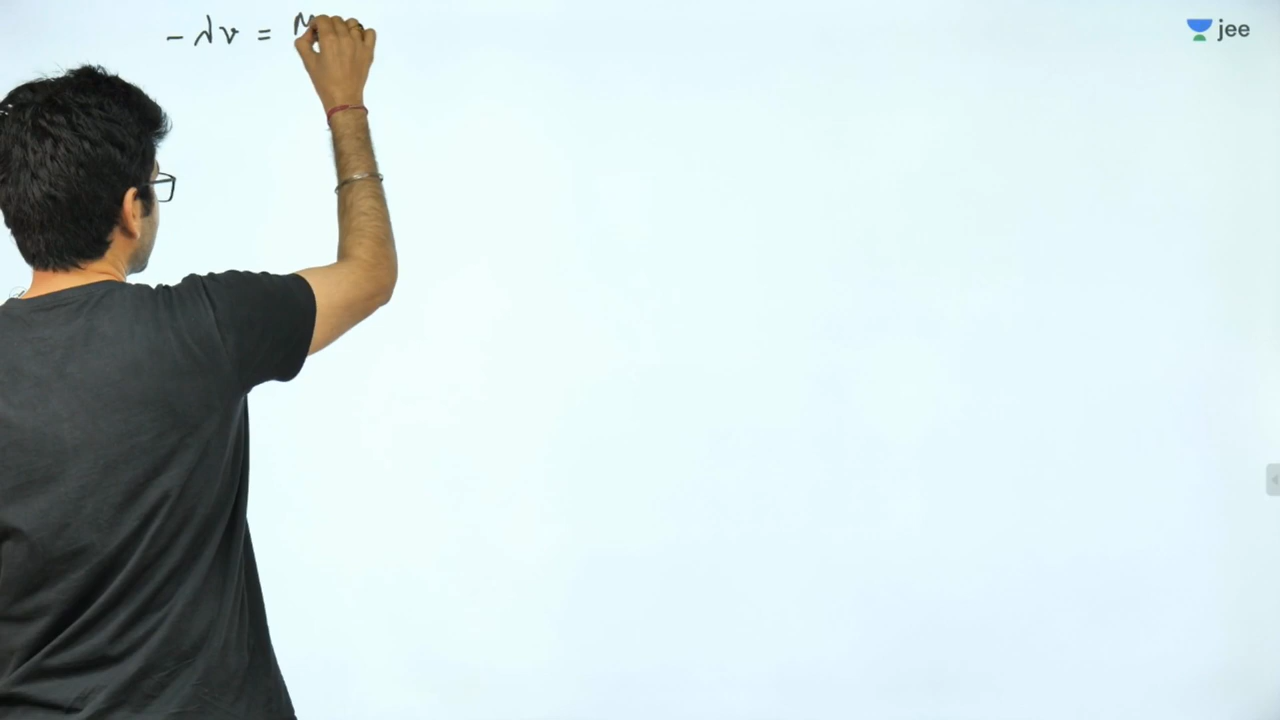 - λv = m
jee